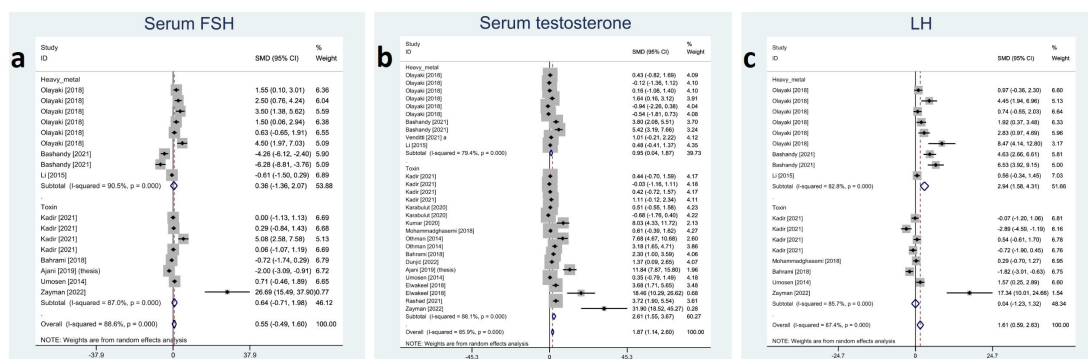 Serum FSH
a
Study
%
ID
SMD (95% CI)
Weight
Heavy_metal
Olayaki [2018] 1.55 (0.10, 3.01) 6.36
Olayaki [2018] 2.50 (0.76, 4.24) 6.04
Olayaki [2018] 3.50 (1.38, 5.62) 5.59
Olayaki [2018] 1.50 (0.06, 2.94) 6.38
Olayaki [2018] 0.63 (-0.65, 1.91) 6.55
Olayaki [2018] 4.50 (1.97, 7.03) 5.09
Bashandy [2021] -4.26 (-6.12, -2.40) 5.90
Bashandy [2021] -6.28 (-8.81, -3.76) 5.09
Li [2015] -0.61 (-1.50, 0.29) 6.89
Subtotal (I-squared = 90.5%, p = 0.000) 0.36 (-1.36, 2.07) 53.88
.
Toxin
Kadir [2021] 0.00 (-1.13, 1.13) 6.69
Kadir [2021] 0.29 (-0.84, 1.43) 6.68
Kadir [2021] 5.08 (2.58, 7.58) 5.13
Kadir [2021] 0.06 (-1.07, 1.19) 6.69
Bahrami [2018] -0.72 (-1.74, 0.29) 6.79
Ajani [2019] (thesis) -2.00 (-3.09, -0.91) 6.72
Umosen [2014] 0.71 (-0.46, 1.89) 6.65
Zayman [2022] 26.69 (15.49, 37.90) 0.77
Subtotal (I-squared = 87.0%, p = 0.000) 0.64 (-0.71, 1.98) 46.12
.
Overall (I-squared = 88.6%, p = 0.000) 0.55 (-0.49, 1.60) 100.00
NOTE: Weights are from random effects analysis
-37.9 0 37.9
Serum testosterone
b
Study
%
ID
SMD (95% CI)
Weight
Heavy_metal
Olayaki [2018] 0.43 (-0.82, 1.69) 4.09
Olayaki [2018] -0.12 (-1.36, 1.12) 4.10
Olayaki [2018] 0.16 (-1.08, 1.40) 4.10
Olayaki [2018] 1.64 (0.16, 3.12) 3.91
Olayaki [2018] -0.94 (-2.26, 0.38) 4.04
Olayaki [2018] -0.54 (-1.81, 0.73) 4.08
Bashandy [2021] 3.80 (2.08, 5.51) 3.70
Bashandy [2021] 5.42 (3.19, 7.66) 3.23
Venditti [2021] a 1.01 (-0.21, 2.22) 4.12
Li [2015] 0.48 (-0.41, 1.37) 4.35
Subtotal (I-squared = 79.4%, p = 0.000) 0.95 (0.04, 1.87) 39.73
.
Toxin
Kadir [2021] 0.44 (-0.70, 1.59) 4.17
Kadir [2021] -0.03 (-1.16, 1.11) 4.18
Kadir [2021] 0.42 (-0.72, 1.57) 4.17
Kadir [2021] 1.11 (-0.12, 2.34) 4.11
Karabulut [2020] 0.51 (-0.55, 1.58) 4.23
Karabulut [2020] -0.68 (-1.76, 0.40) 4.22
Kumar [2020] 8.03 (4.33, 11.72) 2.13
Mohammadghasemi [2018] 0.61 (-0.39, 1.62) 4.27
Othman [2014] 7.68 (4.67, 10.68) 2.60
Othman [2014] 3.18 (1.65, 4.71) 3.86
Bahrami [2018] 2.30 (1.00, 3.59) 4.06
Dunjic [2022] 1.37 (0.09, 2.65) 4.07
Ajani [2019] (thesis) 11.84 (7.87, 15.80) 1.96
Umosen [2014] 0.35 (-0.79, 1.49) 4.18
Elwakeel [2018] 3.68 (1.71, 5.65) 3.47
Elwakeel [2018] 18.46 (10.29, 26.62) 0.68
Rashad [2021] 3.72 (1.90, 5.54) 3.61
Zayman [2022] 31.90 (18.52, 45.27) 0.28
Subtotal (I-squared = 86.1%, p = 0.000) 2.61 (1.55, 3.67) 60.27
.
Overall (I-squared = 85.9%, p = 0.000) 1.87 (1.14, 2.60) 100.00
NOTE: Weights are from random effects analysis
-45.3 0 45.3
LH
c
Study
%
ID
SMD (95% CI)
Weight
Heavy_metal
Olayaki [2018] 0.97 (-0.36, 2.30) 6.60
Olayaki [2018] 4.45 (1.94, 6.96) 5.13
Olayaki [2018] 0.74 (-0.55, 2.03) 6.64
Olayaki [2018] 1.92 (0.37, 3.48) 6.33
Olayaki [2018] 2.83 (0.97, 4.69) 5.96
Olayaki [2018] 8.47 (4.14, 12.80) 3.17
Bashandy [2021] 4.63 (2.66, 6.61) 5.81
Bashandy [2021] 6.53 (3.92, 9.15) 5.00
Li [2015] 0.56 (-0.34, 1.45) 7.03
Subtotal (I-squared = 82.8%, p = 0.000) 2.94 (1.58, 4.31) 51.66
.
Toxin
Kadir [2021] -0.07 (-1.20, 1.06) 6.81
Kadir [2021] -2.89 (-4.59, -1.19) 6.16
Kadir [2021] 0.54 (-0.61, 1.70) 6.78
Kadir [2021] -0.72 (-1.90, 0.45) 6.76
Mohammadghasemi [2018] 0.29 (-0.70, 1.27) 6.95
Bahrami [2018] -1.82 (-3.01, -0.63) 6.75
Umosen [2014] 1.57 (0.25, 2.89) 6.61
Zayman [2022] 17.34 (10.01, 24.66) 1.54
Subtotal (I-squared = 85.7%, p = 0.000) 0.04 (-1.23, 1.32) 48.34
.
Overall (I-squared = 87.4%, p = 0.000) 1.61 (0.59, 2.63) 100.00
NOTE: Weights are from random effects analysis
-24.7 0 24.7